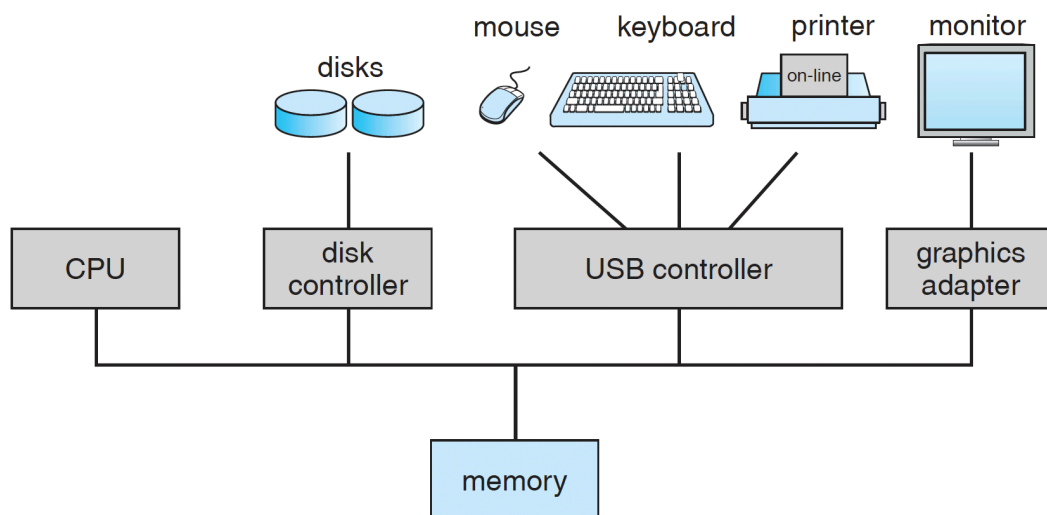 mouse
keyboard
printer
monitor
disks
on-line
CPU
disk
controller
USB controller
graphics
adapter
memory